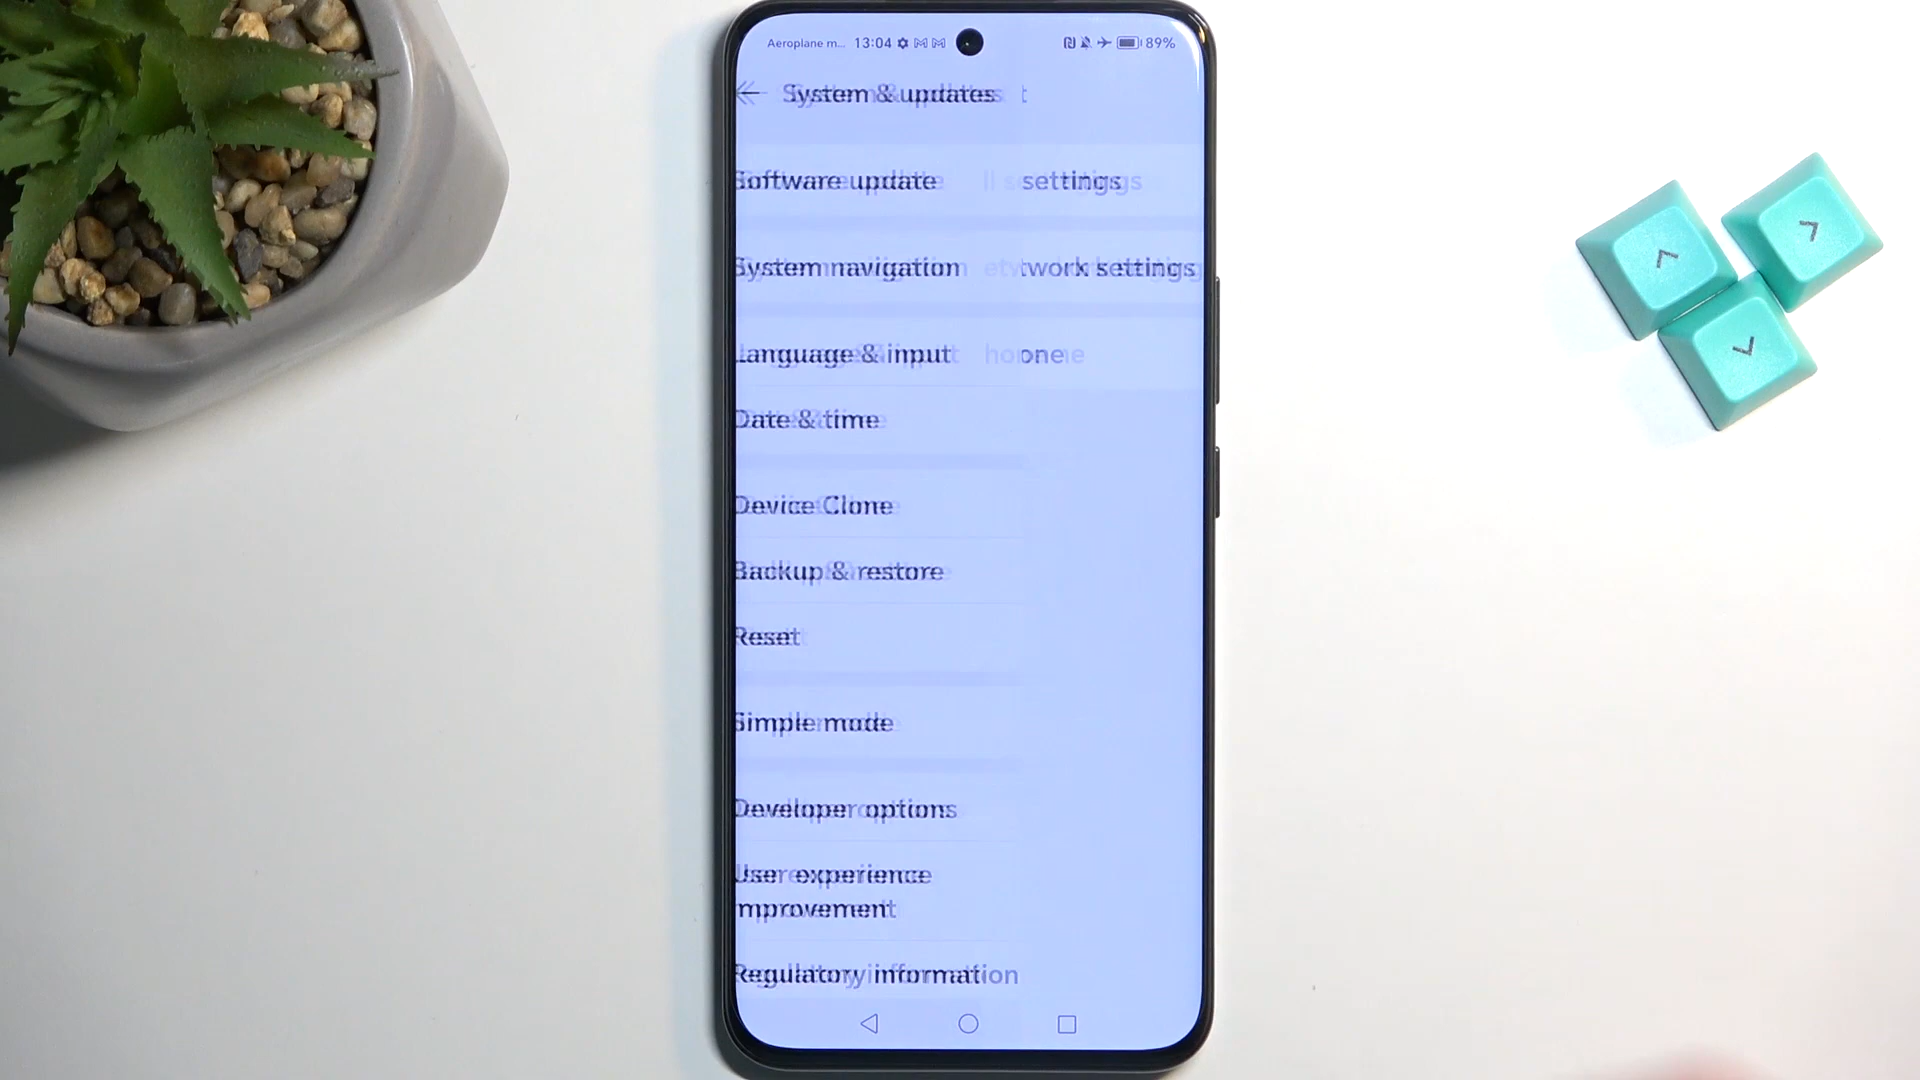 Aeroplane m... 13:04 89%
System & updates
Software update settings
System navigation twork settings
Language & input one
Date & time
Device Clone
Backup & restore
Reset
Simple mode
Developer options
User experience
improvement
Regulatory information